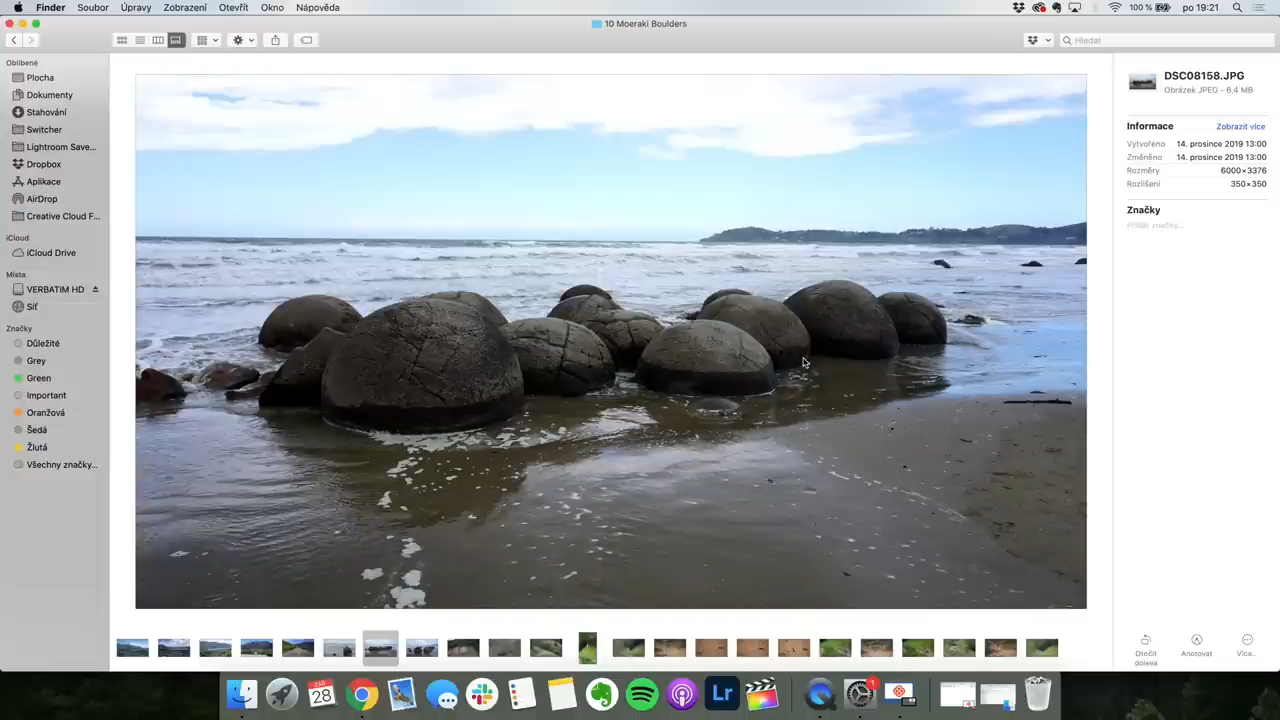 Finder Soubor Úpravy Zobrazení Otevřít Okno Nápověda 100 % po 19:21
10 Moeraki Boulders
Hledat
Oblíbené
Plocha
Dokumenty
Stahování
Switcher
Lightroom Save...
Dropbox
Aplikace
AirDrop
Creative Cloud F...
iCloud
iCloud Drive
Místa
VERBATIM HD
Síť
Značky
Důležité
Grey
Green
Important
Oranžová
Šedá
Žlutá
Všechny značky...
DSC08158.JPG
Obrázek JPEG - 6,4 MB
Informace Zobrazit více
Vytvořeno 14. prosince 2019 13:00
Změněno 14. prosince 2019 13:00
Rozměry 6000×3376
Rozlišení 350×350
Značky
Přidat značky...
Otočit doleva
Anotovat
Více...
ZÁŘ
28
Lr
1